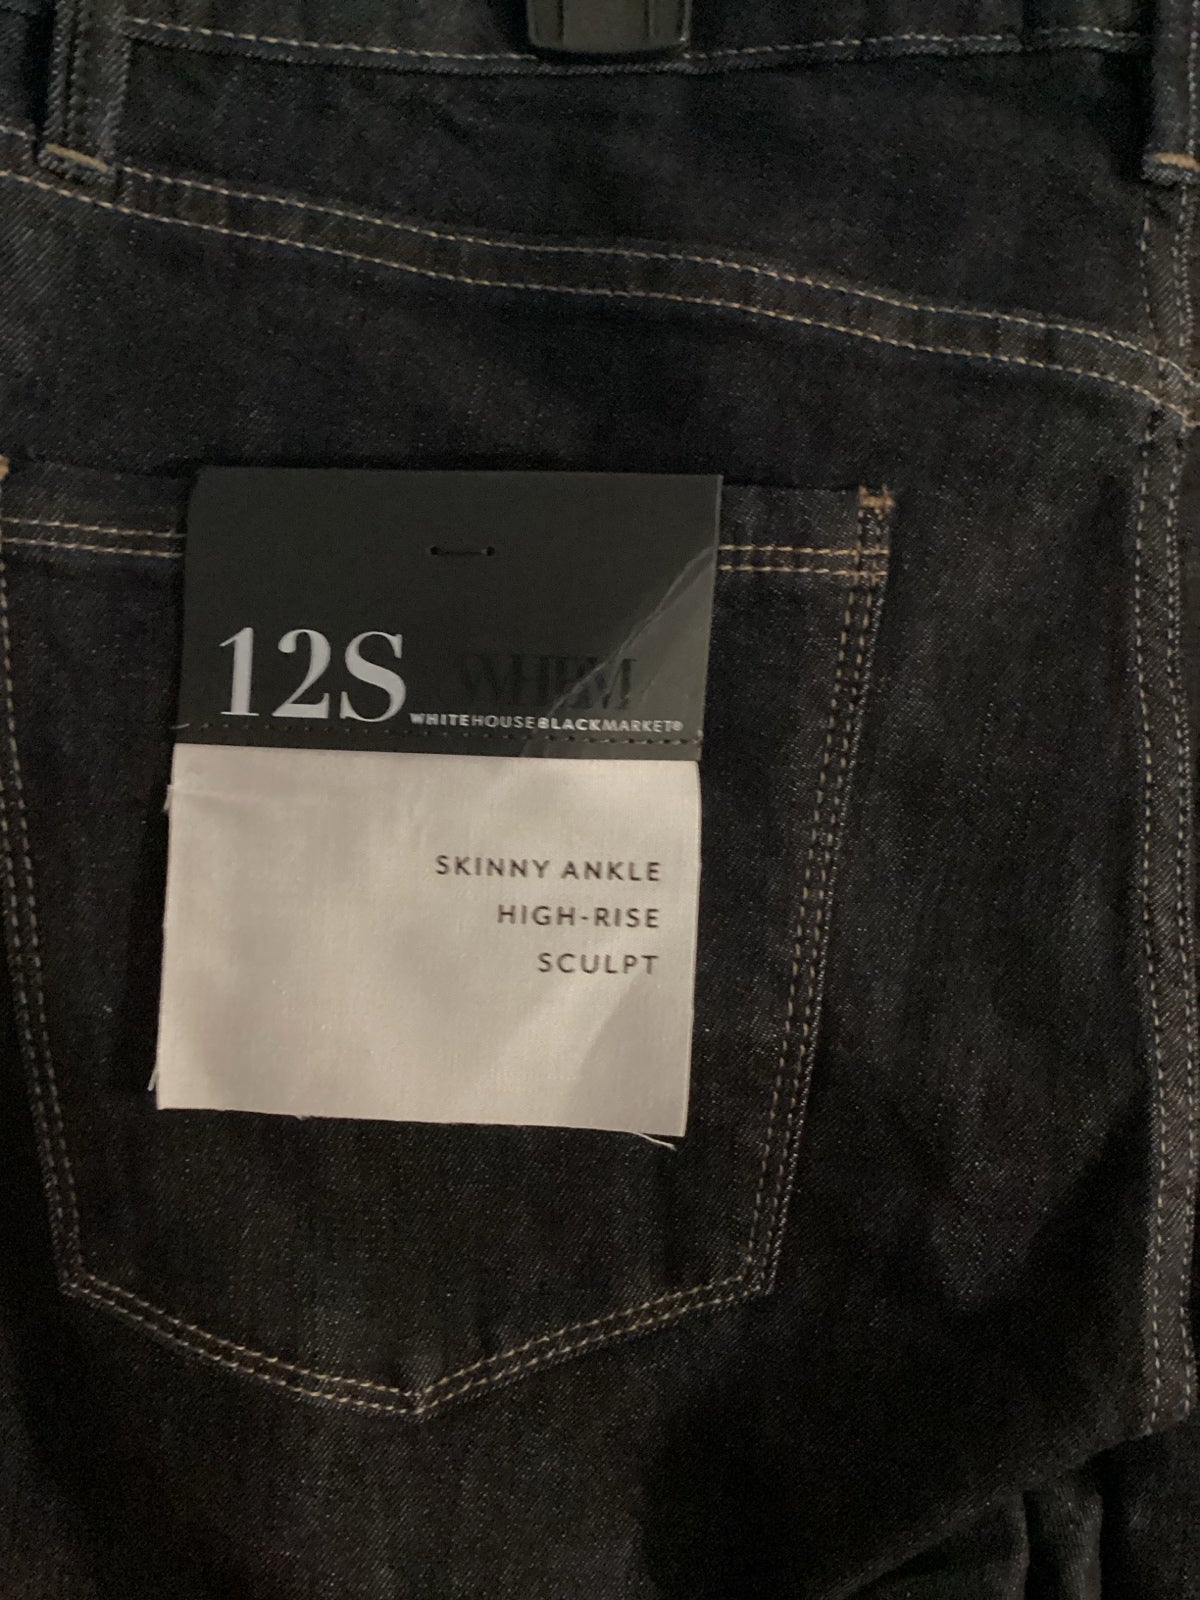 12S WHBM
WHITEHOUSEBLACKMARKET®
SKINNY ANKLE
HIGH-RISE
SCULPT